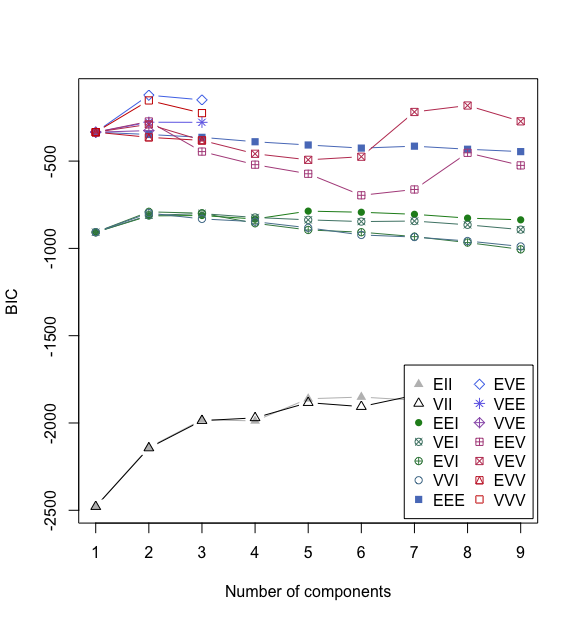 BIC
-500
-1000
-1500
-2000
-2500
EII
VII
EEI
VEI
EVI
VVI
EEE
EVE
VEE
VVE
EEV
VEV
EVV
VVV
1 2 3 4 5 6 7 8 9
Number of components